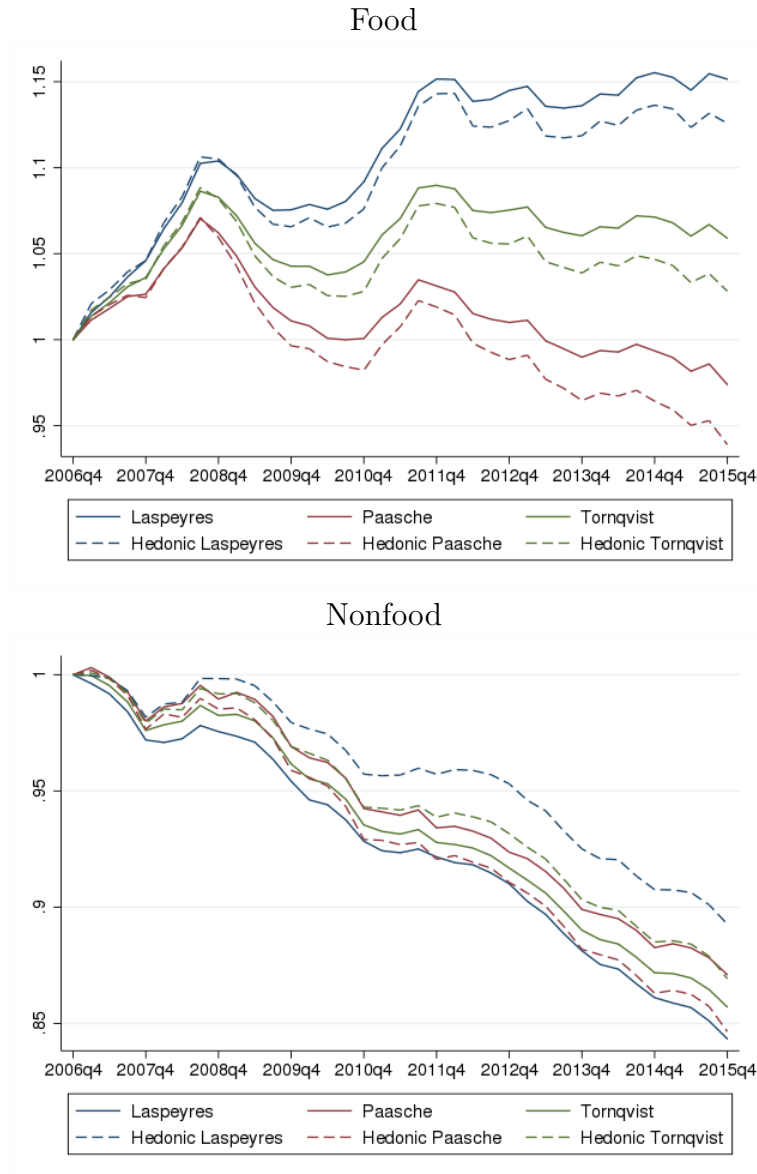 Food
1.15
1.1
1.05
1
.95
2006q4 2007q4 2008q4 2009q4 2010q4 2011q4 2012q4 2013q4 2014q4 2015q4
Laspeyres Paasche Tornqvist
Hedonic Laspeyres Hedonic Paasche Hedonic Tornqvist
Nonfood
1
.95
.9
.85
2006q4 2007q4 2008q4 2009q4 2010q4 2011q4 2012q4 2013q4 2014q4 2015q4
Laspeyres Paasche Tornqvist
Hedonic Laspeyres Hedonic Paasche Hedonic Tornqvist